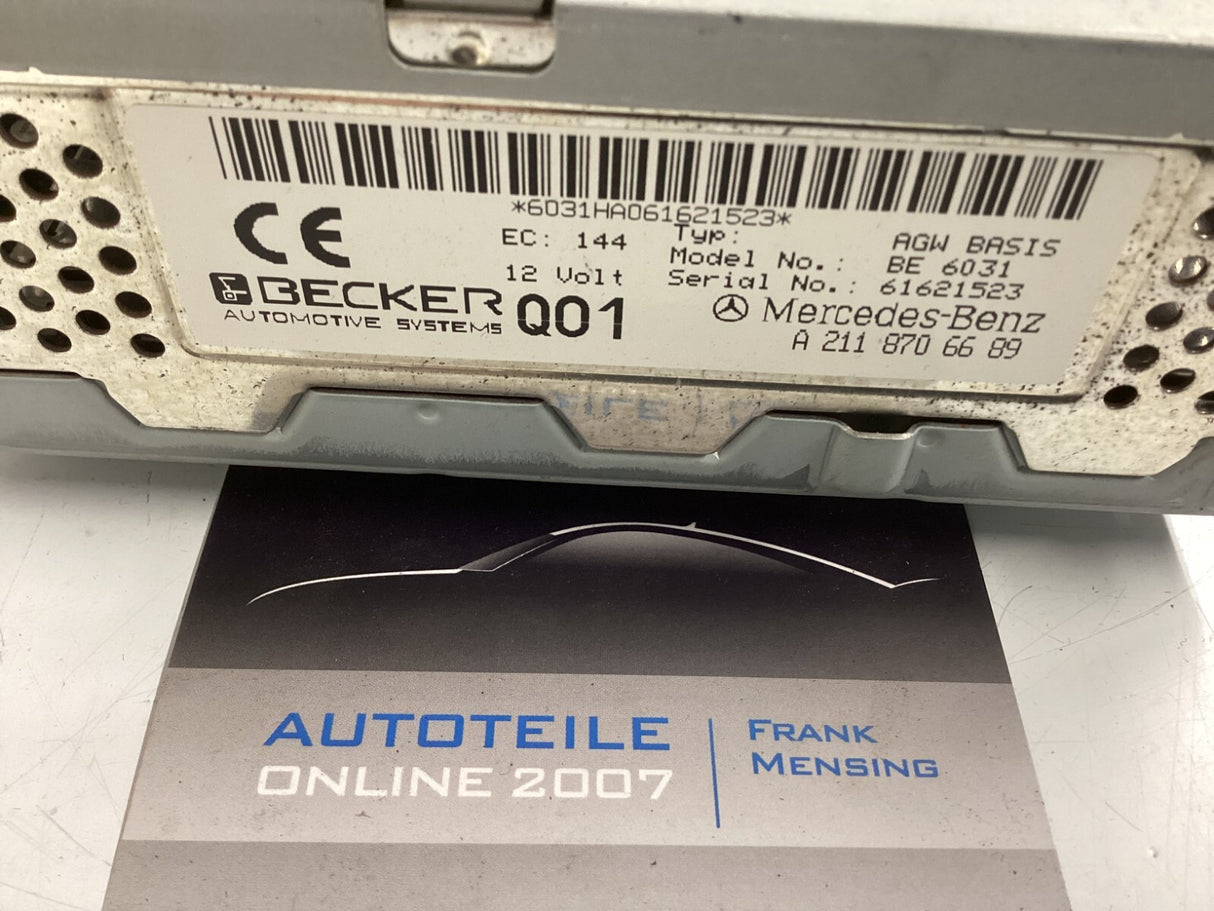 *6031HA061621523*
CE
EC: 144
12 Volt
Typ: AGW BASIS
Model No.: BE 6031
Serial No.: 61621523
BECKER
AUTOMOTIVE SYSTEMS
Q01
Mercedes-Benz
A 211 870 66 89
AUTOTEILE
ONLINE 2007
FRANK
MENSING